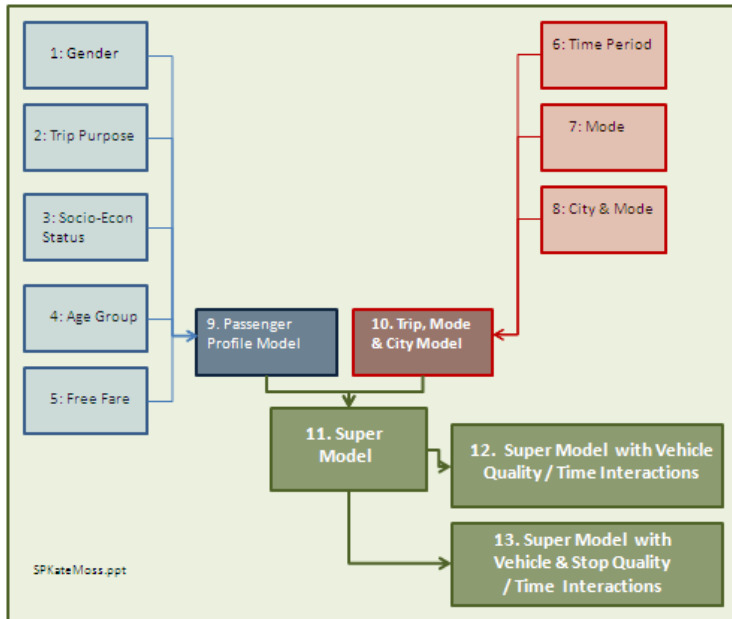 1: Gender
2: Trip Purpose
3: Socio-Econ
Status
4: Age Group
5: Free Fare
6: Time Period
7: Mode
8: City & Mode
9. Passenger
Profile Model
10. Trip, Mode
& City Model
11. Super
Model
12. Super Model with Vehicle
Quality / Time Interactions
13. Super Model with
Vehicle & Stop Quality
/ Time Interactions
SPKateMoss.ppt